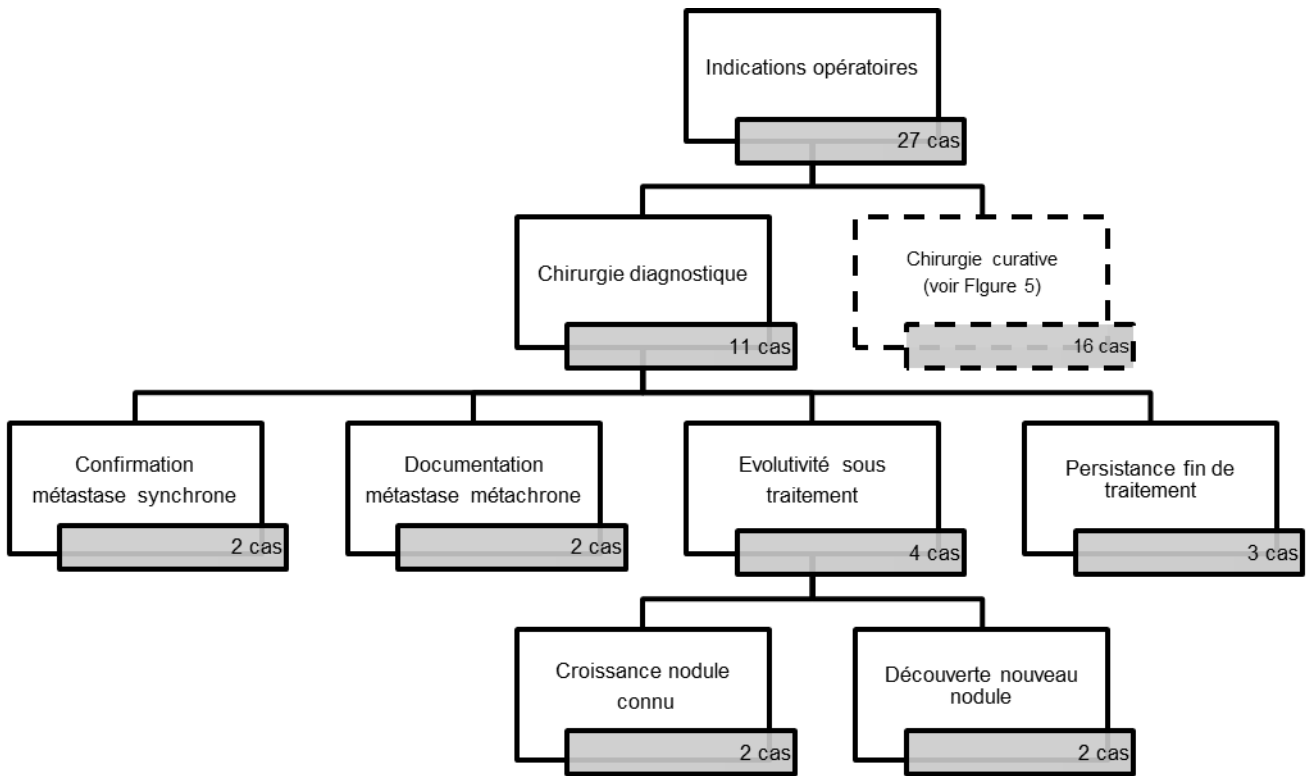 Indications opératoires
27 cas
Chirurgie diagnostique
11 cas
Chirurgie curative
(voir FIgure 5)
16 cas
Confirmation
métastase synchrone
2 cas
Documentation
métastase métachrone
2 cas
Evolutivité sous
traitement
4 cas
Persistance fin de
traitement
3 cas
Croissance nodule
connu
2 cas
Découverte nouveau
nodule
2 cas